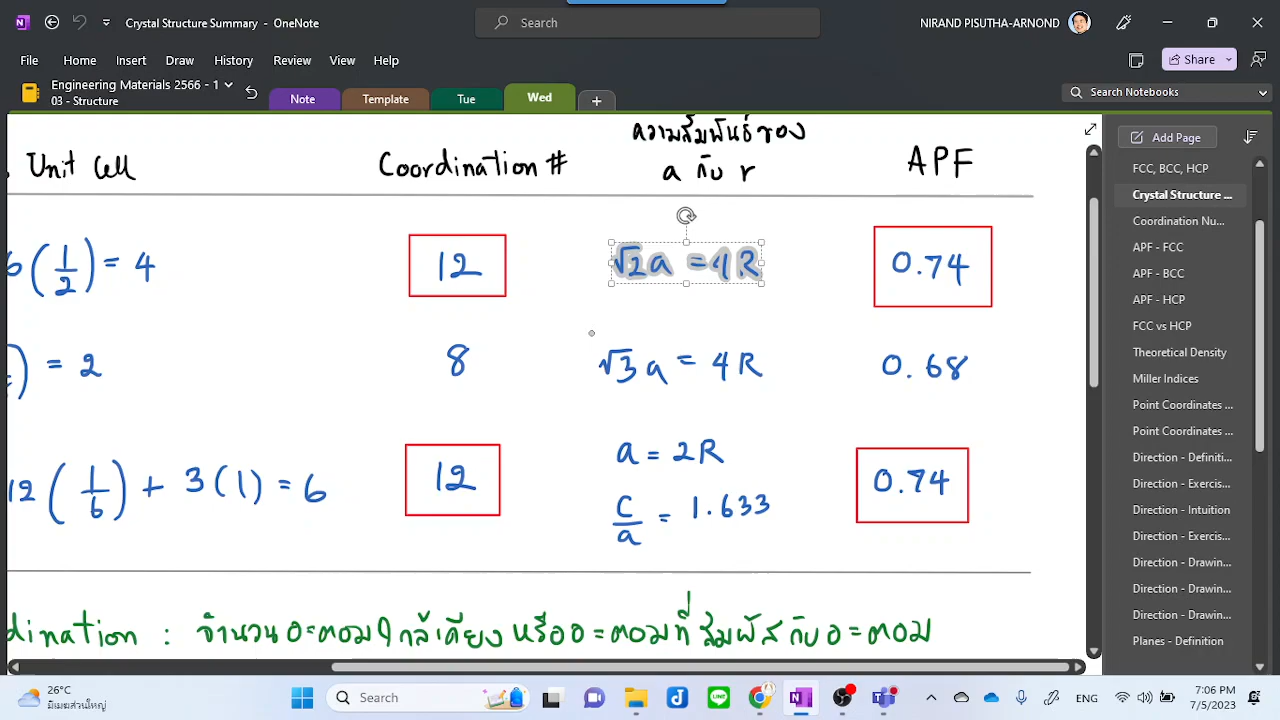 Crystal Structure Summary - OneNote
Search
NIRAND PISUTHA-ARNOND
File Home Insert Draw History Review View Help
Share
Engineering Materials 2566 - 1
03 - Structure
Note
Template
Tue
Wed
Search Notebooks
Add Page
FCC, BCC, HCP
Crystal Structure ...
Coordination Nu...
APF - FCC
APF - BCC
APF - HCP
FCC vs HCP
Theoretical Density
Miller Indices
Point Coordinates ...
Point Coordinates ...
Direction - Definiti...
Direction - Exercis...
Direction - Intuition
Direction - Exercis...
Direction - Drawin...
Direction - Drawin...
Direction - Drawin...
Plans - Definition
Unit Cell
Coordination #
ความสัมพันธ์ของ
a กับ r
APF
(1/2) = 4
12
√2a = 4R
0.74
) = 2
8
√3a = 4R
0.68
12 (1/6) + 3 (1) = 6
12
a = 2R
c/a = 1.633
0.74
dination : จำนวนอะตอมใกล้เคียง หรืออะตอมที่สัมผัสกับอะตอม
26°C
มีเมฆส่วนใหญ่
Search
ENG
7:06 PM
7/5/2023